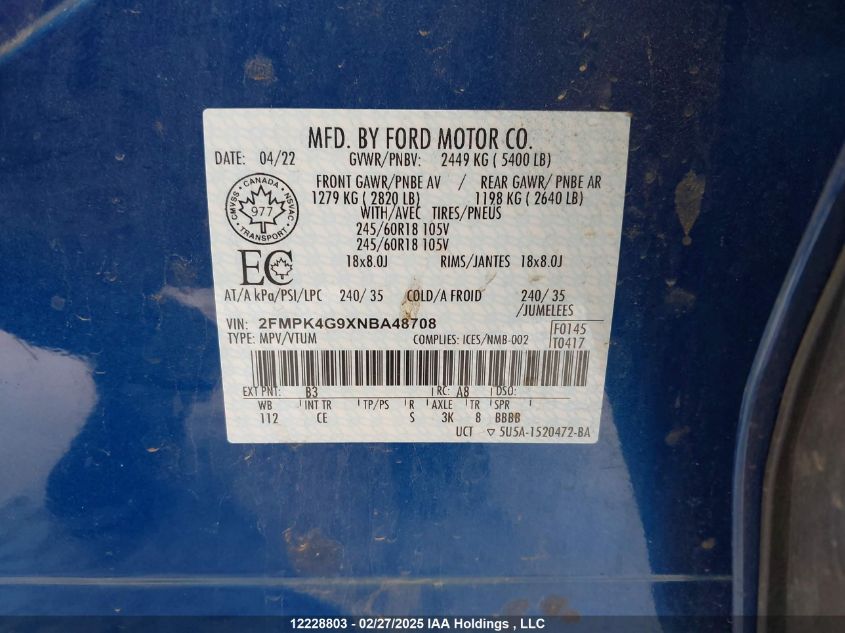 MFD. BY FORD MOTOR CO.
DATE: 04/22 GVWR/PNBV: 2449 KG ( 5400 LB)
FRONT GAWR/PNBE AV / REAR GAWR/ PNBE AR
1279 KG ( 2820 LB) 1198 KG ( 2640 LB)
WITH/AVEC TIRES/PNEUS
245/60R18 105V
245/60R18 105V
18x8.0J RIMS/JANTES 18x8.0J
CMVSS CANADA NSVAC
977
TRANSPORT
EC
AT/A kPa/PSI/LPC 240/ 35 COLD/A FROID 240/ 35
/JUMELEES
VIN: 2FMPK4G9XNBA48708 F0145
TYPE: MPV/VTUM COMPLIES: ICES/NMB-002 T0417
EXT PNT: B3 RC: A8 DSO:
WB INT TR TP/PS R AXLE TR SPR
112 CE S 3K 8 BBBB
UCT 5U5A-1520472-BA
12228803 - 02/27/2025 IAA Holdings , LLC